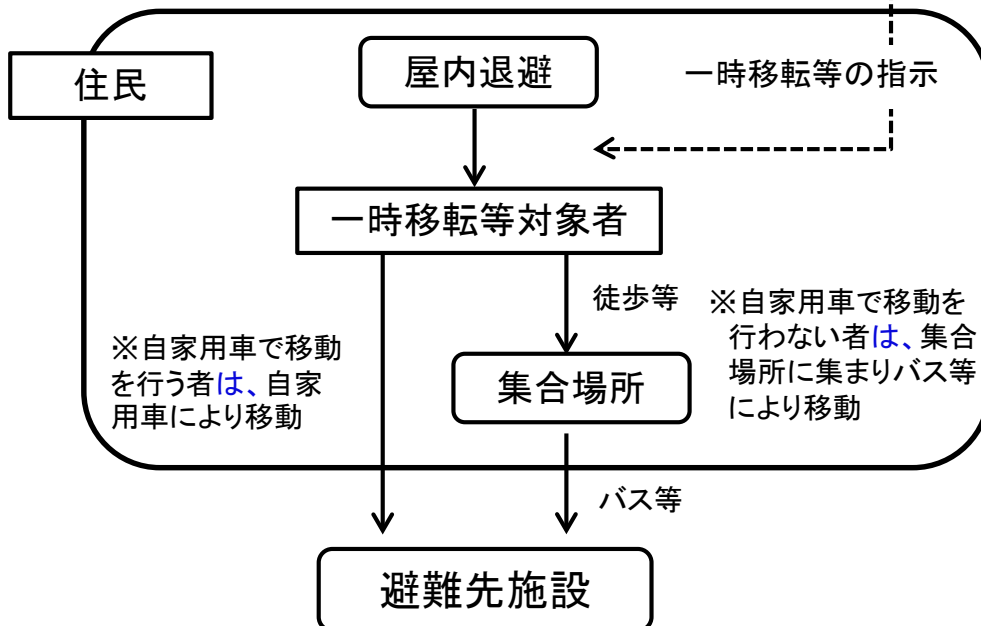 住民
屋内退避
一時移転等の指示
一時移転等対象者
徒歩等
※自家用車で移動を
行わない者は、集合
場所に集まりバス等
により移動
※自家用車で移動
を行う者は、自家
用車により移動
集合場所
バス等
避難先施設